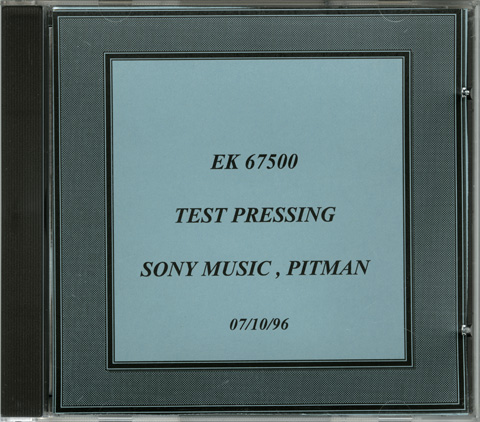 EK 67500
TEST PRESSING
SONY MUSIC , PITMAN
07/10/96